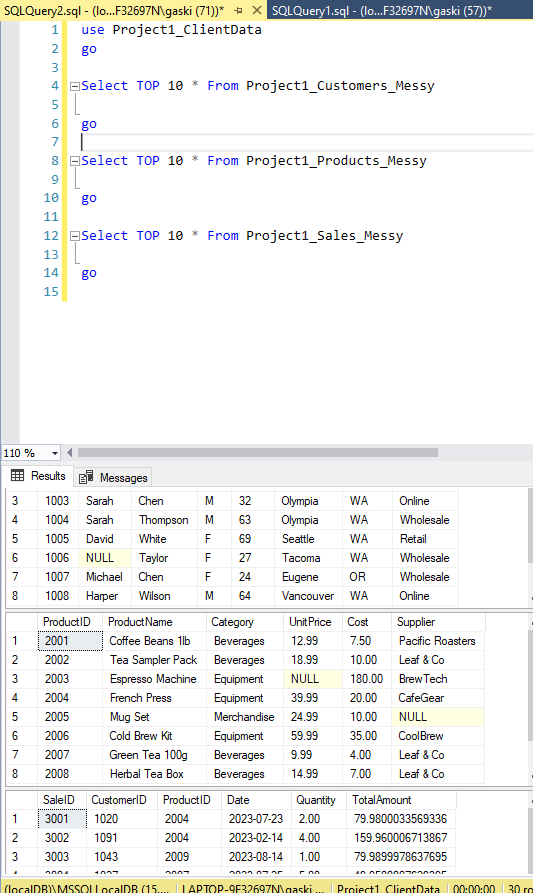 SQLQuery2.sql - (lo...F32697N\gaski (71))* SQLQuery1.sql - (lo...F32697N\gaski (57))*
1 use Project1_ClientData
2 go
3
4 Select TOP 10 * From Project1_Customers_Messy
5
6 go
7
8 Select TOP 10 * From Project1_Products_Messy
9
10 go
11
12 Select TOP 10 * From Project1_Sales_Messy
13
14 go
15
110 %
Results Messages
3 1003 Sarah Chen M 32 Olympia WA Online
4 1004 Sarah Thompson M 63 Olympia WA Wholesale
5 1005 David White F 69 Seattle WA Retail
6 1006 NULL Taylor F 27 Tacoma WA Wholesale
7 1007 Michael Chen F 24 Eugene OR Wholesale
8 1008 Harper Wilson M 64 Vancouver WA Online
ProductID ProductName Category UnitPrice Cost Supplier
1 2001 Coffee Beans 1lb Beverages 12.99 7.50 Pacific Roasters
2 2002 Tea Sampler Pack Beverages 18.99 10.00 Leaf & Co
3 2003 Espresso Machine Equipment NULL 180.00 BrewTech
4 2004 French Press Equipment 39.99 20.00 CafeGear
5 2005 Mug Set Merchandise 24.99 10.00 NULL
6 2006 Cold Brew Kit Equipment 59.99 35.00 CoolBrew
7 2007 Green Tea 100g Beverages 9.99 4.00 Leaf & Co
8 2008 Herbal Tea Box Beverages 14.99 7.00 Leaf & Co
SaleID CustomerID ProductID Date Quantity TotalAmount
1 3001 1020 2004 2023-07-23 2.00 79.9800033569336
2 3002 1091 2004 2023-02-14 4.00 159.960006713867
3 3003 1043 2009 2023-08-14 1.00 79.9899978637695
(localDB)\MSSQLLocalDB (15.... LAPTOP-9F32697N\gaski ... Project1_ClientData 00:00:00 30 ro